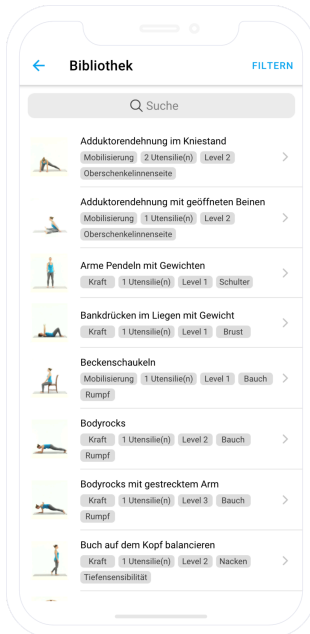 Bibliothek FILTERN
Suche
Adduktorendehnung im Kniestand
Mobilisierung 2 Utensilie(n) Level 2
Oberschenkelinnenseite
Adduktorendehnung mit geöffneten Beinen
Mobilisierung 1 Utensilie(n) Level 2
Oberschenkelinnenseite
Arme Pendeln mit Gewichten
Kraft 1 Utensilie(n) Level 1 Schulter
Bankdrücken im Liegen mit Gewicht
Kraft 1 Utensilie(n) Level 1 Brust
Beckenschaukeln
Mobilisierung 1 Utensilie(n) Level 1 Bauch
Rumpf
Bodyrocks
Kraft 1 Utensilie(n) Level 2 Bauch
Rumpf
Bodyrocks mit gestrecktem Arm
Kraft 1 Utensilie(n) Level 3 Bauch
Rumpf
Buch auf dem Kopf balancieren
Kraft 1 Utensilie(n) Level 2 Nacken
Tiefensensibilität